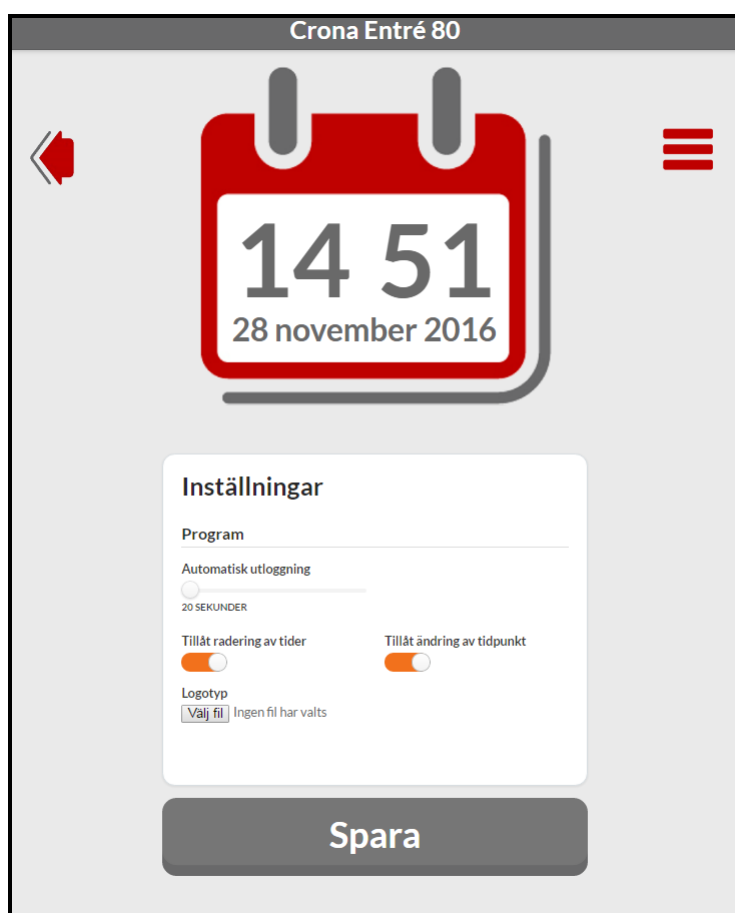 Crona Entré 80
14 51
28 november 2016
Inställningar
Program
Automatisk utloggning
20 SEKUNDER
Tillåt radering av tider
Tillåt ändring av tidpunkt
Logotyp
Välj fil Ingen fil har valts
Spara